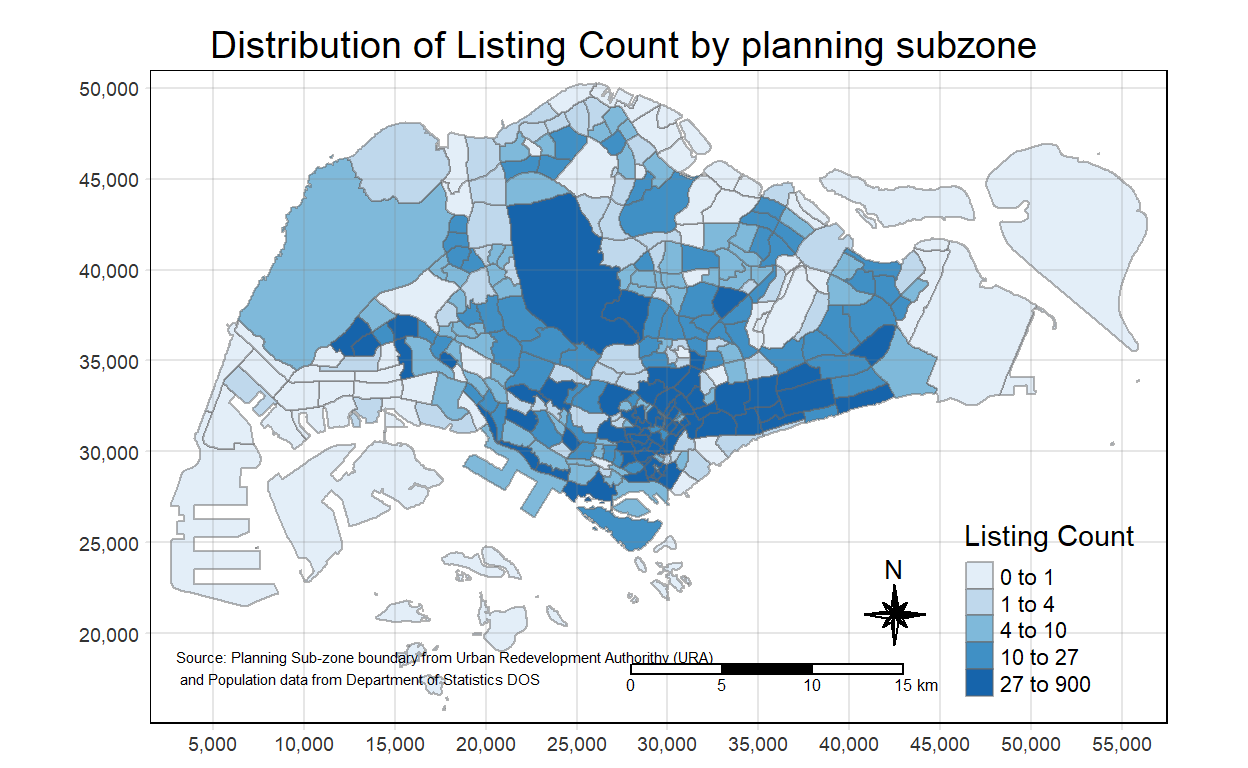 Distribution of Listing Count by planning subzone
50,000
45,000
40,000
35,000
30,000
25,000
20,000
Listing Count
0 to 1
1 to 4
4 to 10
10 to 27
27 to 900
N
Source: Planning Sub-zone boundary from Urban Redevelopment Authorithy (URA)
and Population data from Department of Statistics DOS
0 5 10 15 km
5,000 10,000 15,000 20,000 25,000 30,000 35,000 40,000 45,000 50,000 55,000